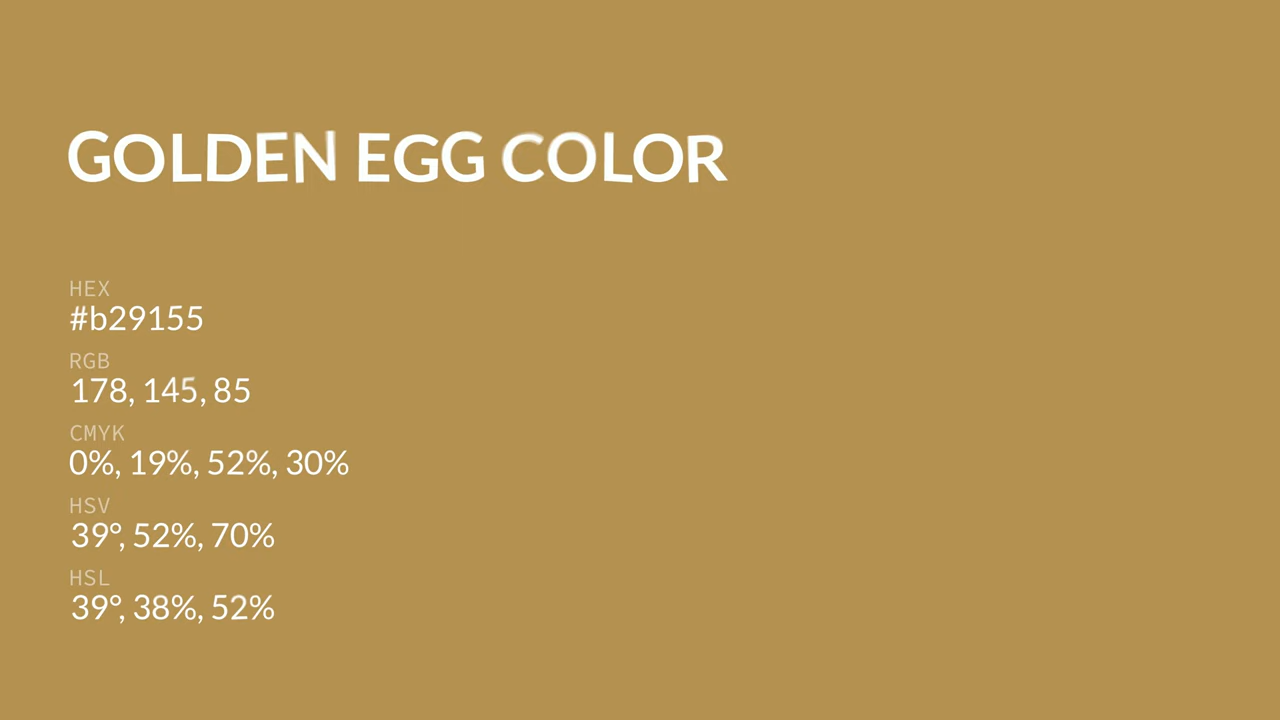 GOLDEN EGG COLOR
HEX
#b29155
RGB
178, 145, 85
CMYK
0%, 19%, 52%, 30%
HSV
39°, 52%, 70%
HSL
39°, 38%, 52%